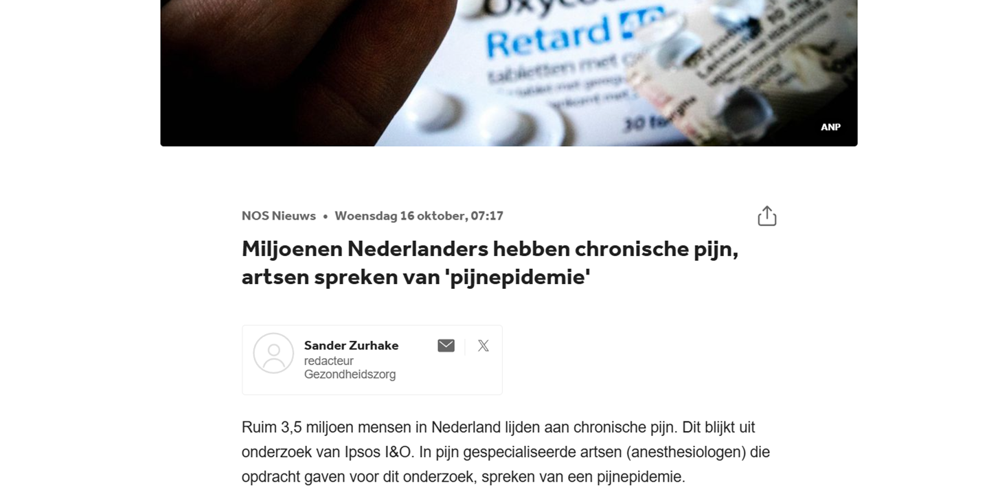 Retard 40
tabletten met
30
ANP
NOS Nieuws • Woensdag 16 oktober, 07:17
Miljoenen Nederlanders hebben chronische pijn,
artsen spreken van 'pijnepidemie'
Sander Zurhake
redacteur
Gezondheidszorg
Ruim 3,5 miljoen mensen in Nederland lijden aan chronische pijn. Dit blijkt uit
onderzoek van Ipsos I&O. In pijn gespecialiseerde artsen (anesthesiologen) die
opdracht gaven voor dit onderzoek, spreken van een pijnepidemie.